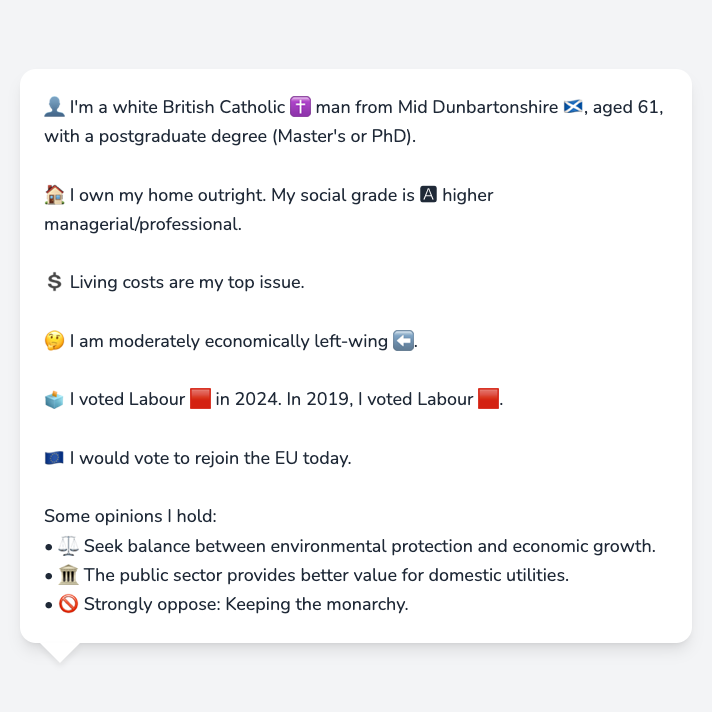 👤 I'm a white British Catholic ✝️ man from Mid Dunbartonshire 🏴󠁧󠁢󠁳󠁣󠁴󠁿, aged 61,
with a postgraduate degree (Master's or PhD).
🏠 I own my home outright. My social grade is 🅰 higher
managerial/professional.
💲 Living costs are my top issue.
🤔 I am moderately economically left-wing ⬅️.
🗳️ I voted Labour 🟥 in 2024. In 2019, I voted Labour 🟥.
🇪🇺 I would vote to rejoin the EU today.
Some opinions I hold:
• ⚖️ Seek balance between environmental protection and economic growth.
• 🏛️ The public sector provides better value for domestic utilities.
• 🚫 Strongly oppose: Keeping the monarchy.